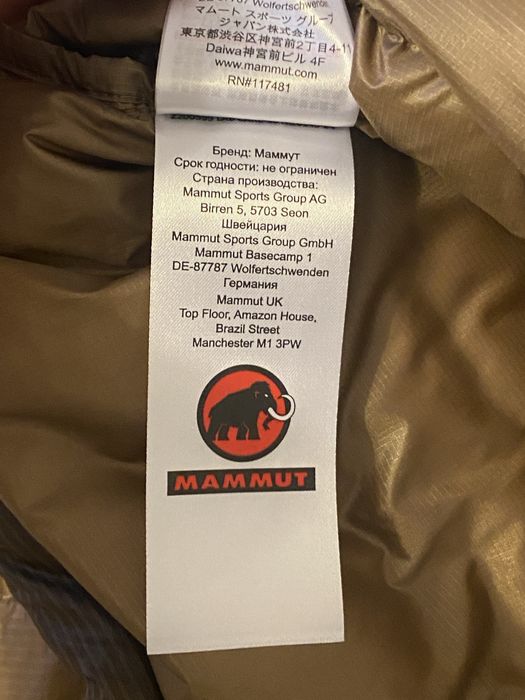 Wolfertschwenden
マムート スポーツ グループ
ジャパン株式会社
東京都渋谷区神宮前2丁目4-11
Daiwa神宮前ビル 4F
www.mammut.com
RN#117481
Бренд: Маммут
Срок годности: не ограничен
Страна производства:
Mammut Sports Group AG
Birren 5, 5703 Seon
Швейцария
Mammut Sports Group GmbH
Mammut Basecamp 1
DE-87787 Wolfertschwenden
Германия
Mammut UK
Top Floor, Amazon House,
Brazil Street
Manchester M1 3PW
MAMMUT